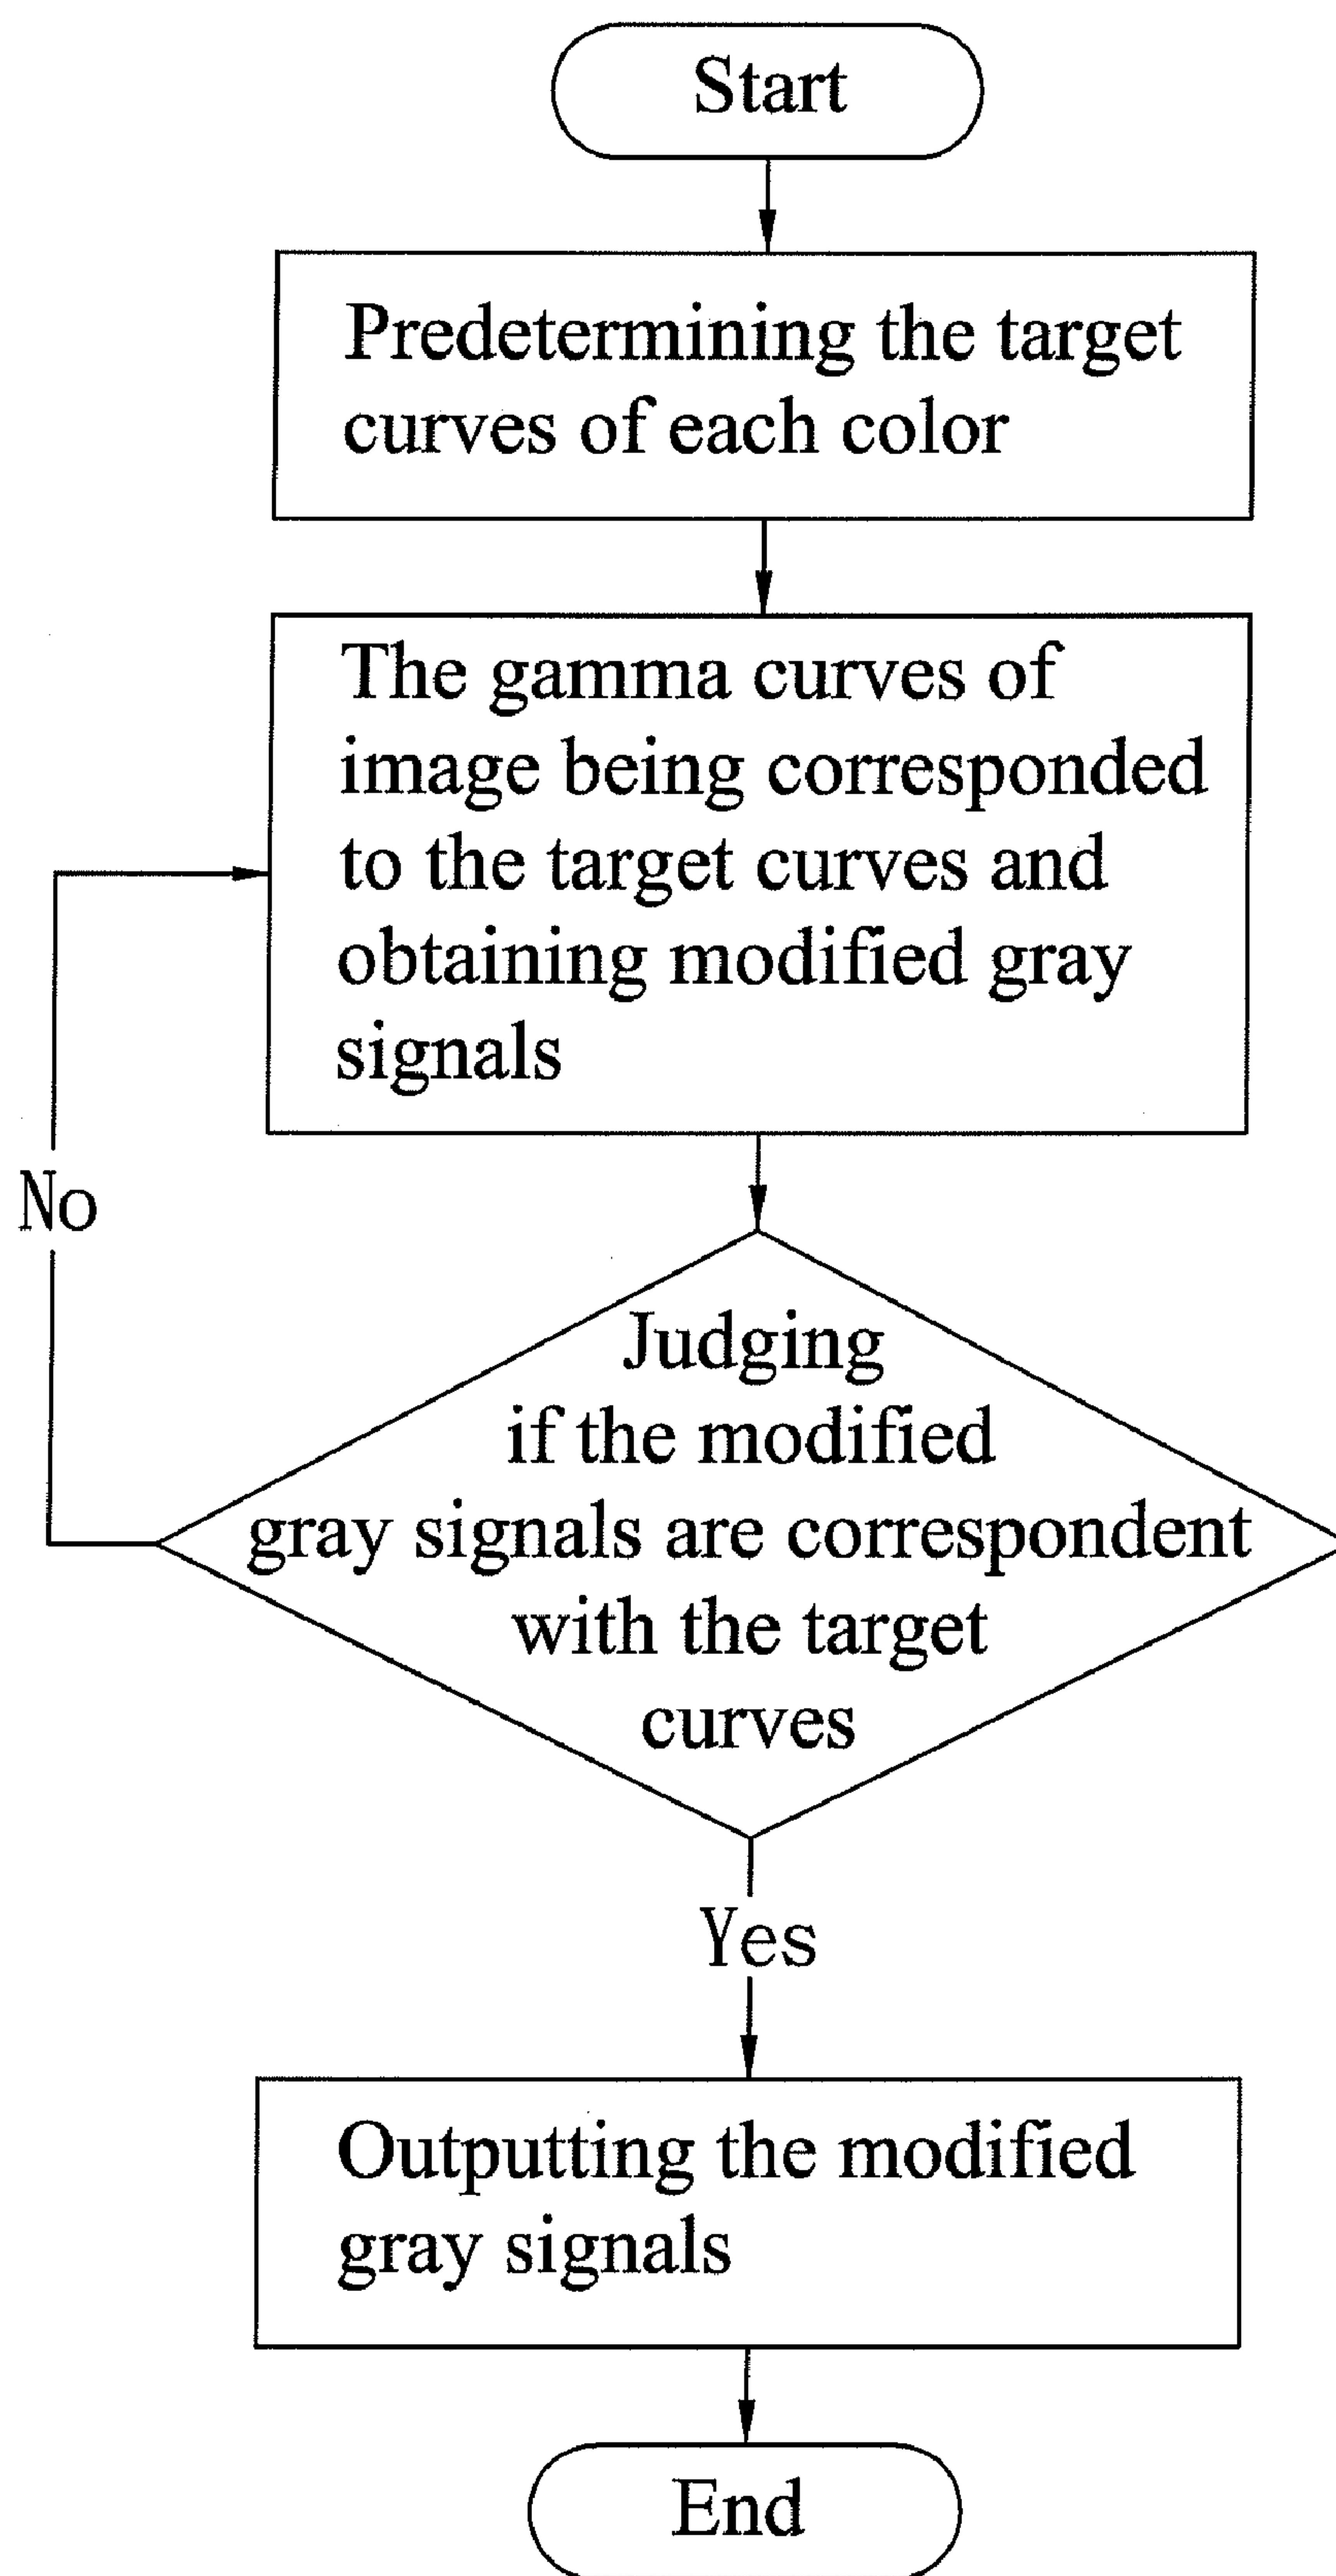 Start
Predetermining the target
curves of each color
The gamma curves of
image being corresponded
to the target curves and
obtaining modified gray
signals
No
Judging
if the modified
gray signals are correspondent
with the target
curves
Yes
Outputting the modified
gray signals
End